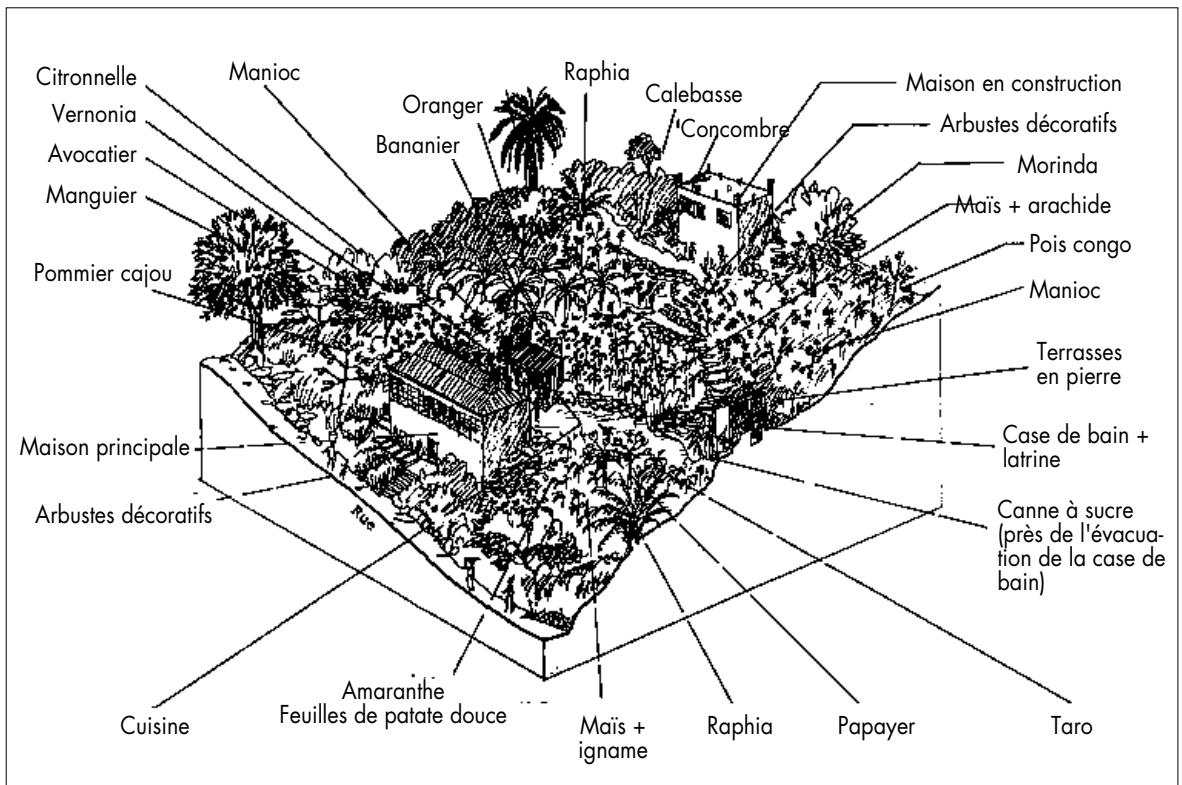 Citronnelle
Manioc
Raphia
Maison en construction
Vernonia
Oranger
Calebasse
Concombre
Arbustes décoratifs
Avocatier
Bananier
Morinda
Manguier
Maïs + arachide
Pommier cajou
Pois congo
Manioc
Terrasses
en pierre
Maison principale
Case de bain +
latrine
Arbustes décoratifs
Rue
Canne à sucre
(près de l'évacua-
tion de la case de
bain)
Cuisine
Amaranthe
Feuilles de patate douce
Maïs +
igname
Raphia
Papayer
Taro